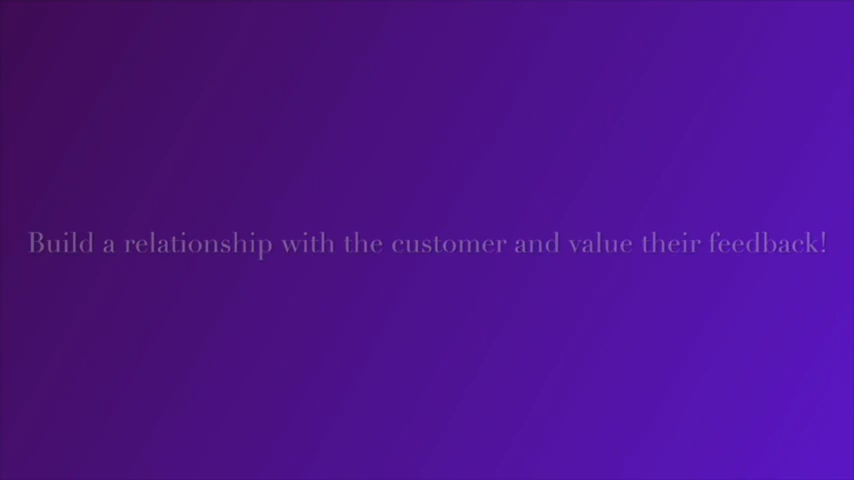 Build a relationship with the customer and value their feedback!